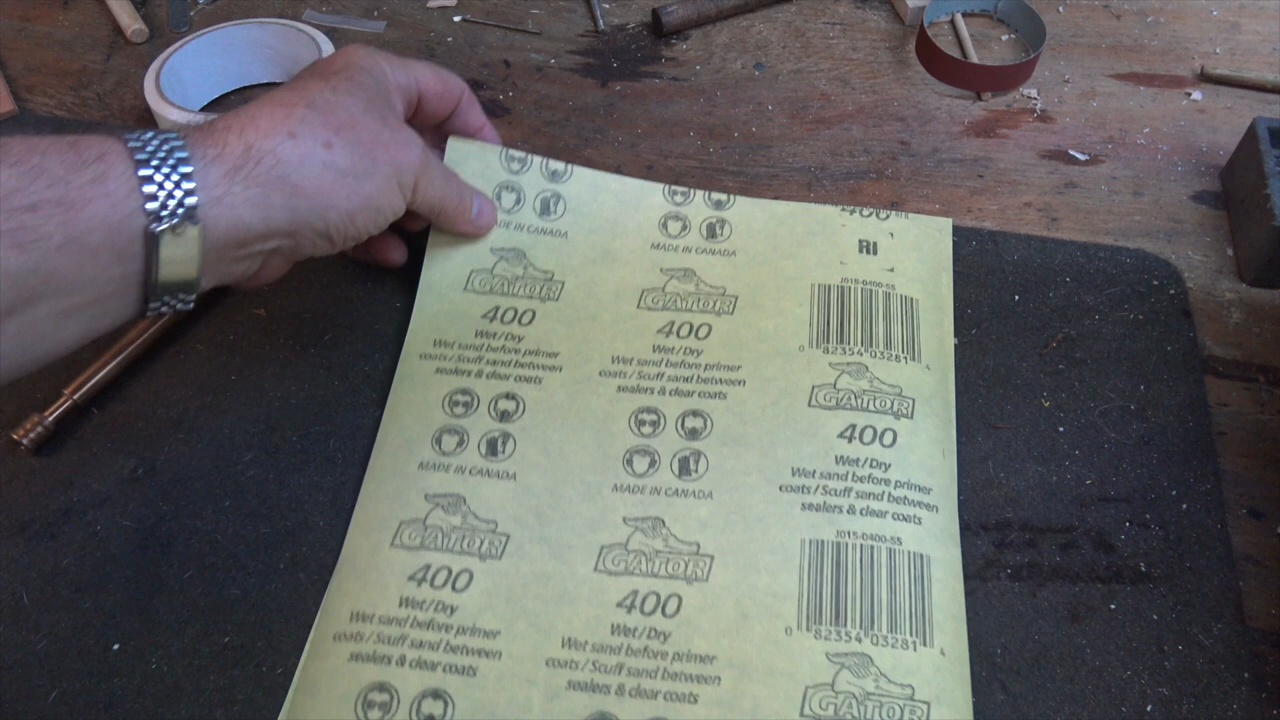 MADE IN CANADA
GATOR
400
Wet/Dry
Wet sand before primer
coats/Scuff sand between
sealers & clear coats
MADE IN CANADA
GATOR
400
Wet/Dry
Wet sand before primer
coats/Scuff sand between
sealers & clear coats
MADE IN CANADA
GATOR
400
Wet/Dry
Wet sand before primer
coats/Scuff sand between
sealers & clear coats
MADE IN CANADA
GATOR
400
Wet/Dry
Wet sand before primer
coats/Scuff sand between
sealers & clear coats
400
RI
J015-0400-SS
0 82354 03281 4
GATOR
400
Wet/Dry
Wet sand before primer
coats/Scuff sand between
sealers & clear coats
J015-0400-SS
0 82354 03281 4
GATOR